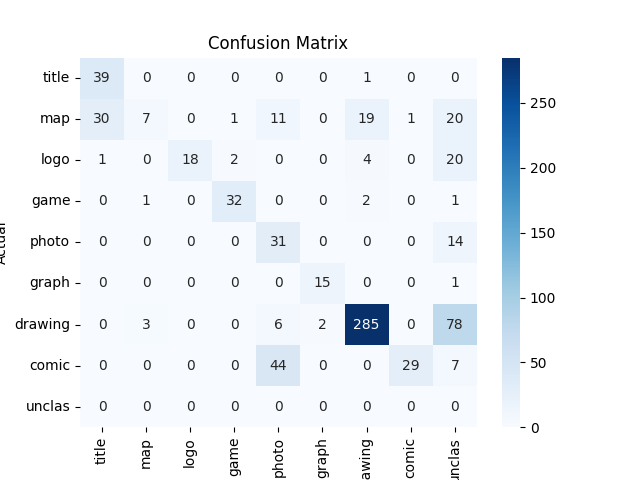 Confusion Matrix
title 39 0 0 0 0 0 1 0 0
map 30 7 0 1 11 0 19 1 20
logo 1 0 18 2 0 0 4 0 20
game 0 1 0 32 0 0 2 0 1
photo 0 0 0 0 31 0 0 0 14
graph 0 0 0 0 0 15 0 0 1
drawing 0 3 0 0 6 2 285 0 78
comic 0 0 0 0 44 0 0 29 7
unclas 0 0 0 0 0 0 0 0 0
title map logo game photo graph awing comic unclas
Actual
250
200
150
100
50
0